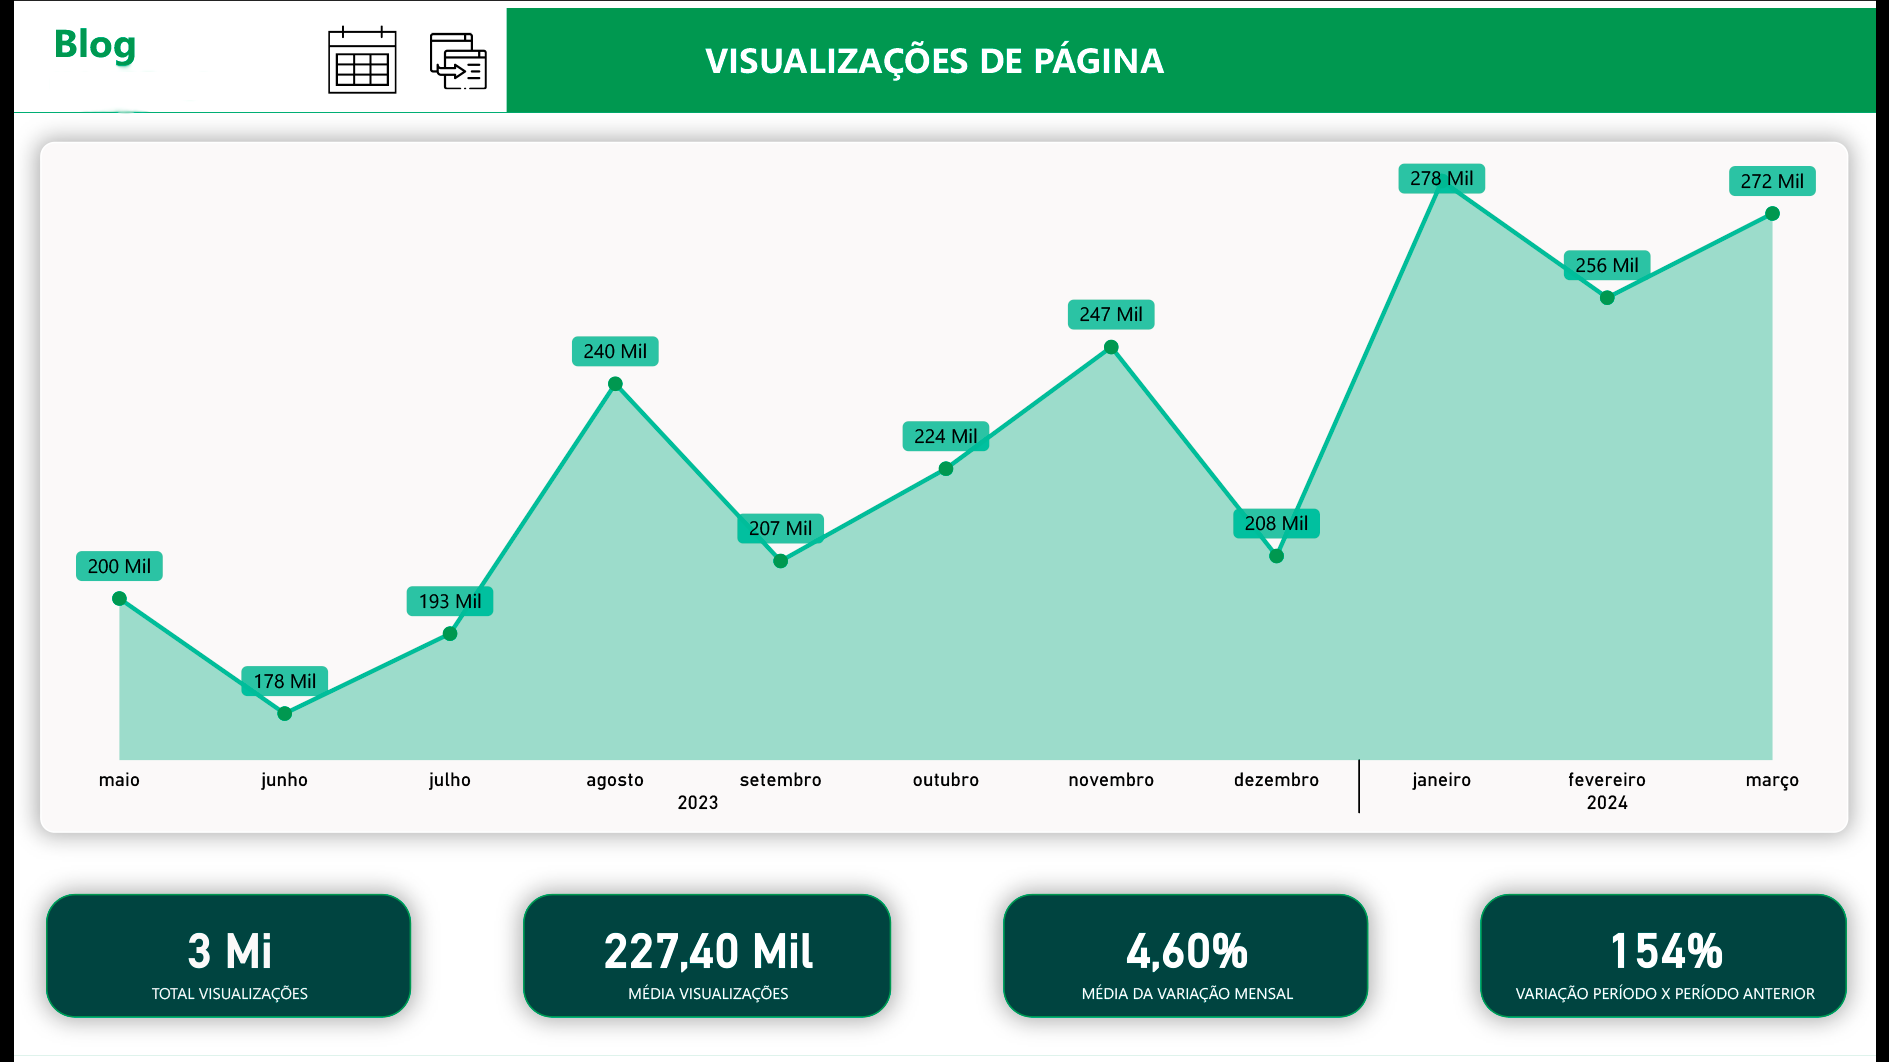 Blog
VISUALIZAÇÕES DE PÁGINA
278 Mil
272 Mil
256 Mil
247 Mil
240 Mil
224 Mil
208 Mil
207 Mil
200 Mil
193 Mil
178 Mil
maio junho julho agosto setembro outubro novembro dezembro janeiro fevereiro março
2023 2024
3 Mi
TOTAL VISUALIZAÇÕES
227,40 Mil
MÉDIA VISUALIZAÇÕES
4,60%
MÉDIA DA VARIAÇÃO MENSAL
154%
VARIAÇÃO PERÍODO X PERÍODO ANTERIOR